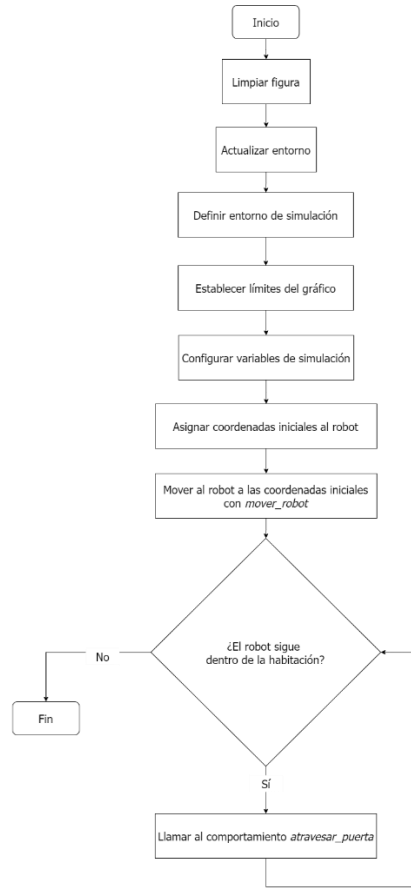 Inicio
Limpiar figura
Actualizar entorno
Definir entorno de simulación
Establecer límites del gráfico
Configurar variables de simulación
Asignar coordenadas iniciales al robot
Mover al robot a las coordenadas iniciales
con mover_robot
¿El robot sigue
dentro de la habitación?
No
Fin
Sí
Llamar al comportamiento atravesar_puerta